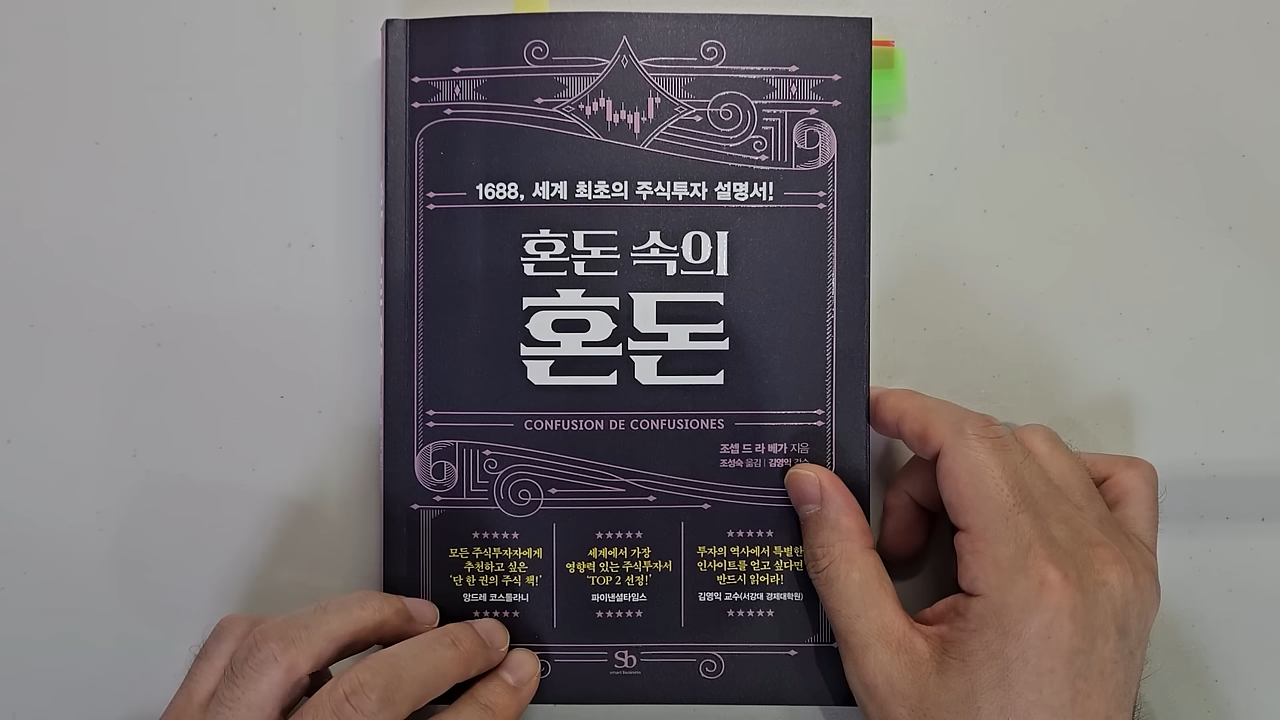 1688, 세계 최초의 주식투자 설명서!
혼돈 속의
혼돈
CONFUSION DE CONFUSIONES
조셉 드 라 베가 지음
조성숙 옮김 | 김영익
★★★★★
모든 주식투자자에게
추천하고 싶은
'단 한 권의 주식 책!'
앙드레 코스톨라니
★★★★★
★★★★★
세계에서 가장
영향력 있는 주식투자서
'TOP 2 선정!'
파이낸셜타임스
★★★★★
★★★★★
투자의 역사에서 특별한
인사이트를 얻고 싶다면
반드시 읽어라!
김영익 교수(서강대 경제대학원)
★★★★★
Sb
smart business